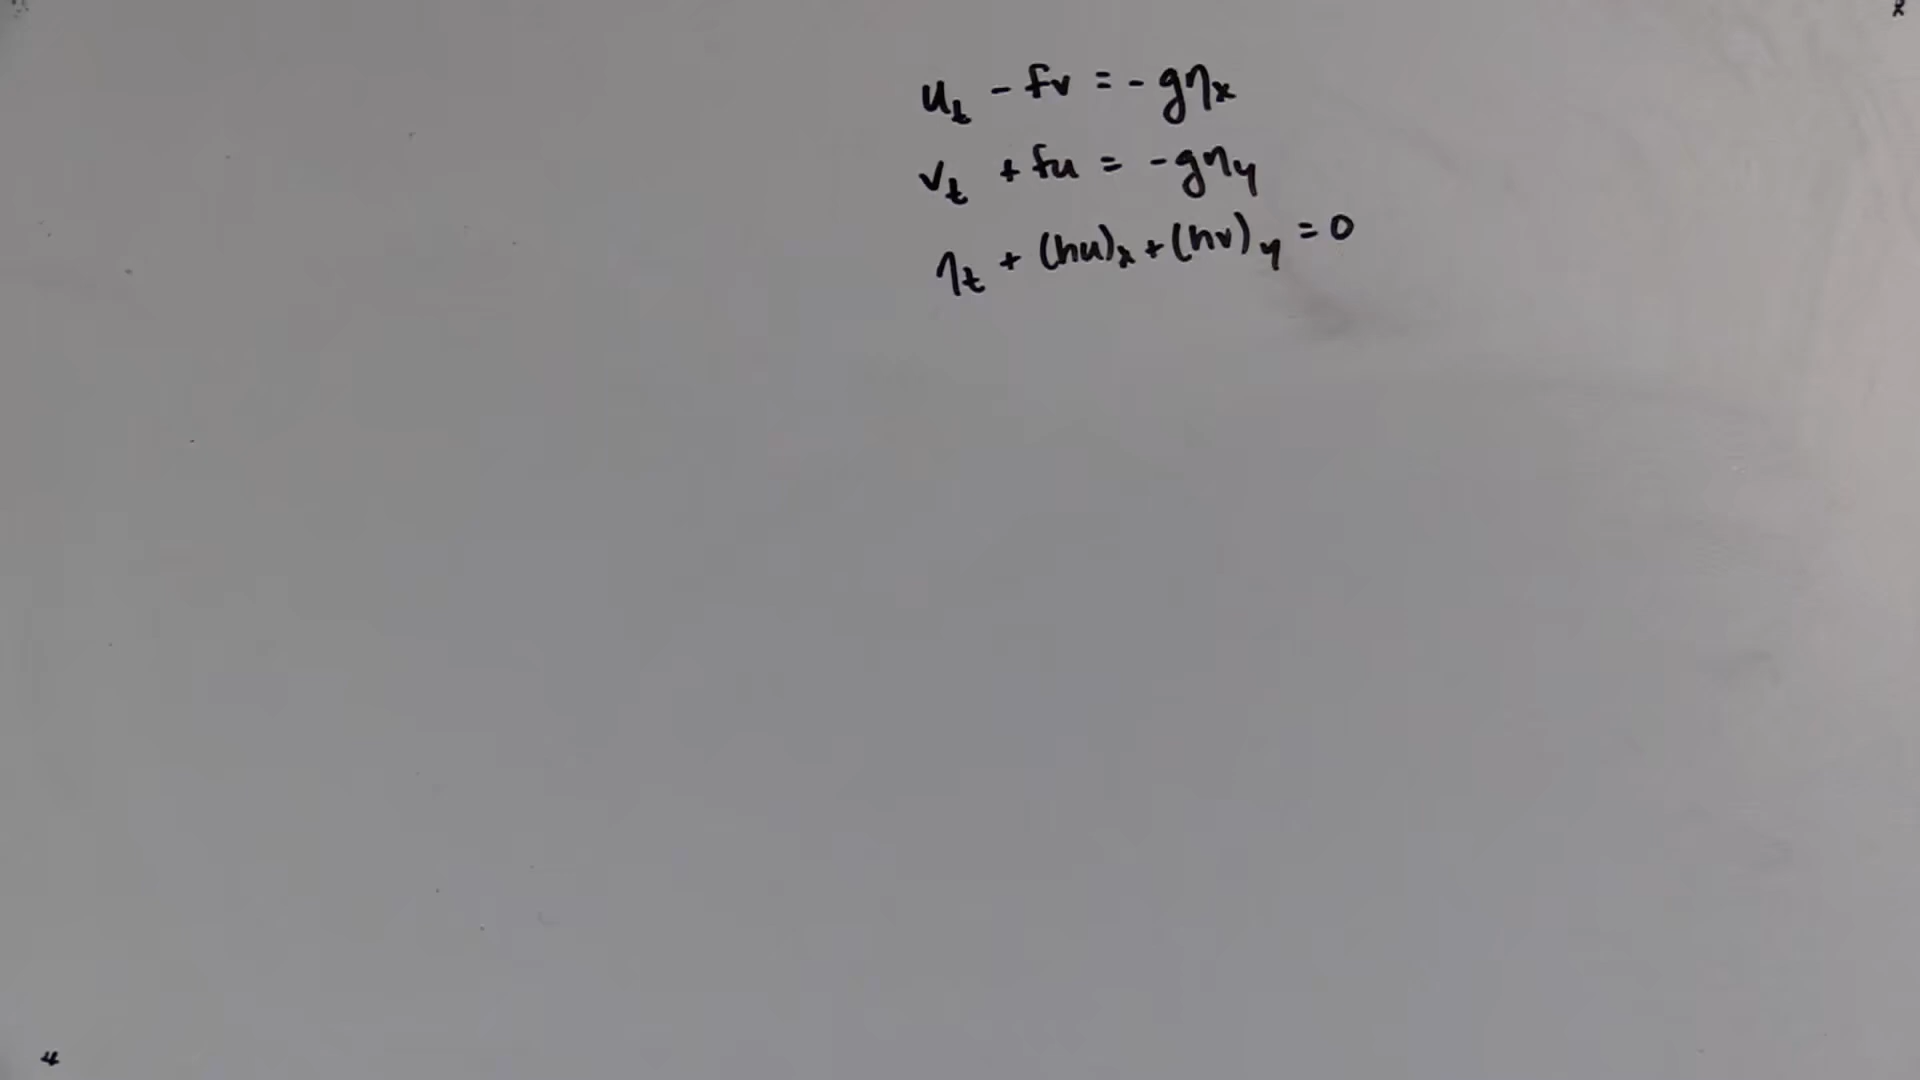 u_t - fv = - gη_x
v_t + fu = - gη_y
η_t + (hu)_x + (hv)_y = 0